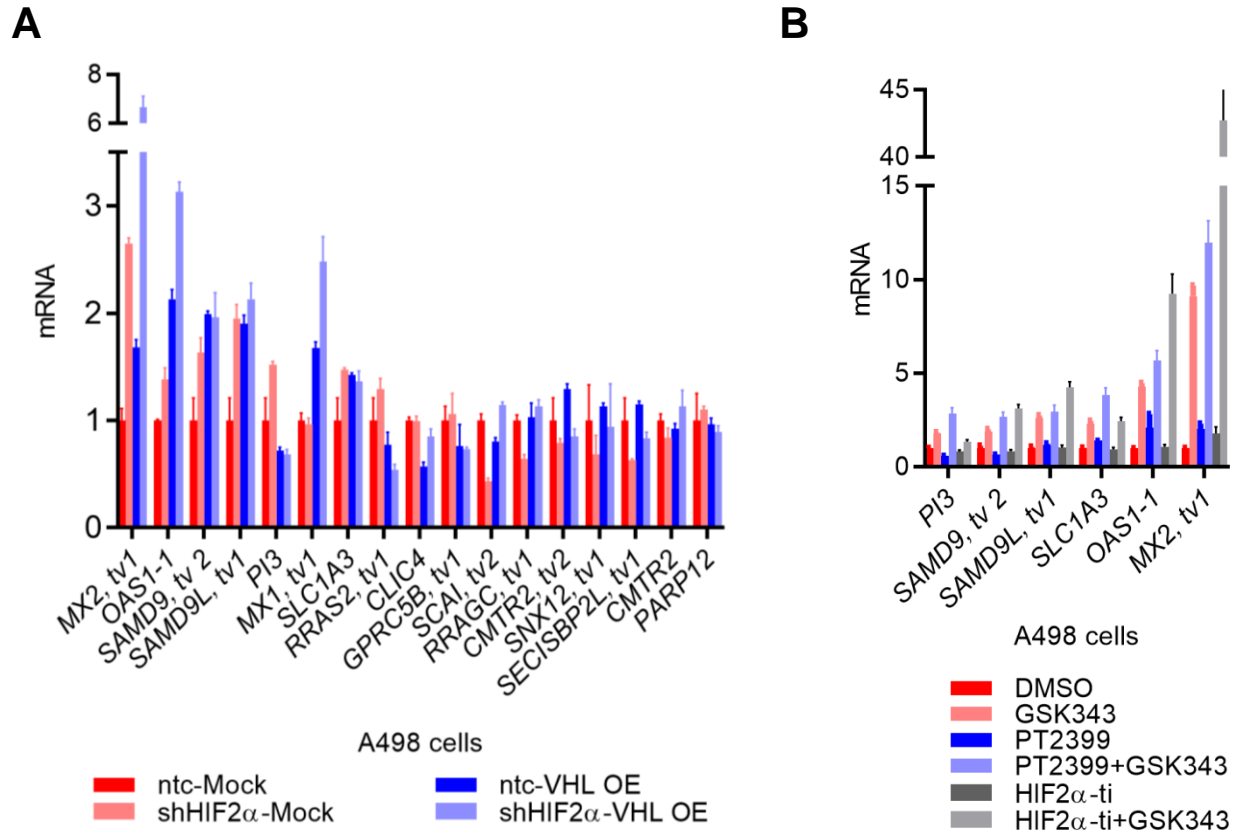 A
8
6
3
2
1
0
mRNA
MX2, tv1
OAS1-1
SAMD9, tv 2
SAMD9L, tv1
PI3
MX1, tv1
SLC1A3
RRAS2, tv1
CLIC4
GPRC5B, tv1
SCAI, tv2
RRAGC, tv1
CMTR2, tv2
SNX12, tv1
SECISBP2L, tv1
CMTR2
PARP12
A498 cells
ntc-Mock
shHIF2α-Mock
ntc-VHL OE
shHIF2α-VHL OE
B
45
40
15
10
5
0
mRNA
PI3
SAMD9, tv 2
SAMD9L, tv1
SLC1A3
OAS1-1
MX2, tv1
A498 cells
DMSO
GSK343
PT2399
PT2399+GSK343
HIF2α-ti
HIF2α-ti+GSK343